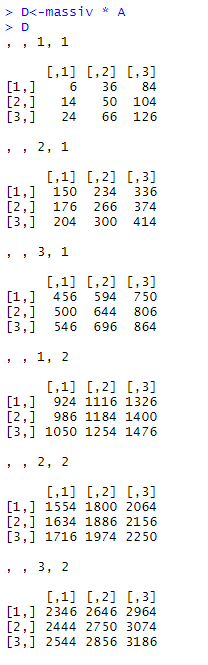 > D<-massiv * A
> D
, , 1, 1
     [,1] [,2] [,3]
[1,]    6   36   84
[2,]   14   50  104
[3,]   24   66  126
, , 2, 1
     [,1] [,2] [,3]
[1,]  150  234  336
[2,]  176  266  374
[3,]  204  300  414
, , 3, 1
     [,1] [,2] [,3]
[1,]  456  594  750
[2,]  500  644  806
[3,]  546  696  864
, , 1, 2
     [,1] [,2] [,3]
[1,]  924 1116 1326
[2,]  986 1184 1400
[3,] 1050 1254 1476
, , 2, 2
     [,1] [,2] [,3]
[1,] 1554 1800 2064
[2,] 1634 1886 2156
[3,] 1716 1974 2250
, , 3, 2
     [,1] [,2] [,3]
[1,] 2346 2646 2964
[2,] 2444 2750 3074
[3,] 2544 2856 3186